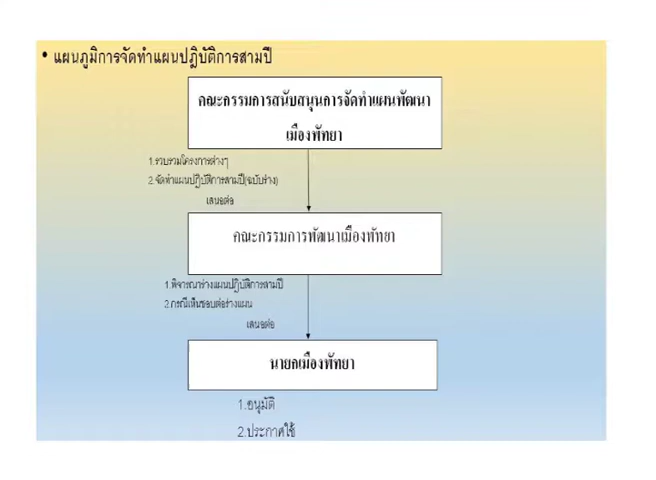 • แผนภูมิการจัดทำแผนปฏิบัติการสามปี
คณะกรรมการสนับสนุนการจัดทำแผนพัฒนา
เมืองพัทยา
1.รวบรวมโครงการต่างๆ
2.จัดทำแผนปฏิบัติการสามปี(ฉบับร่าง)
เสนอต่อ
คณะกรรมการพัฒนาเมืองพัทยา
1.พิจารณาร่างแผนปฏิบัติการสามปี
2.กรณีเห็นชอบต่อร่างแผน
เสนอต่อ
นายกเมืองพัทยา
1.อนุมัติ
2.ประกาศใช้